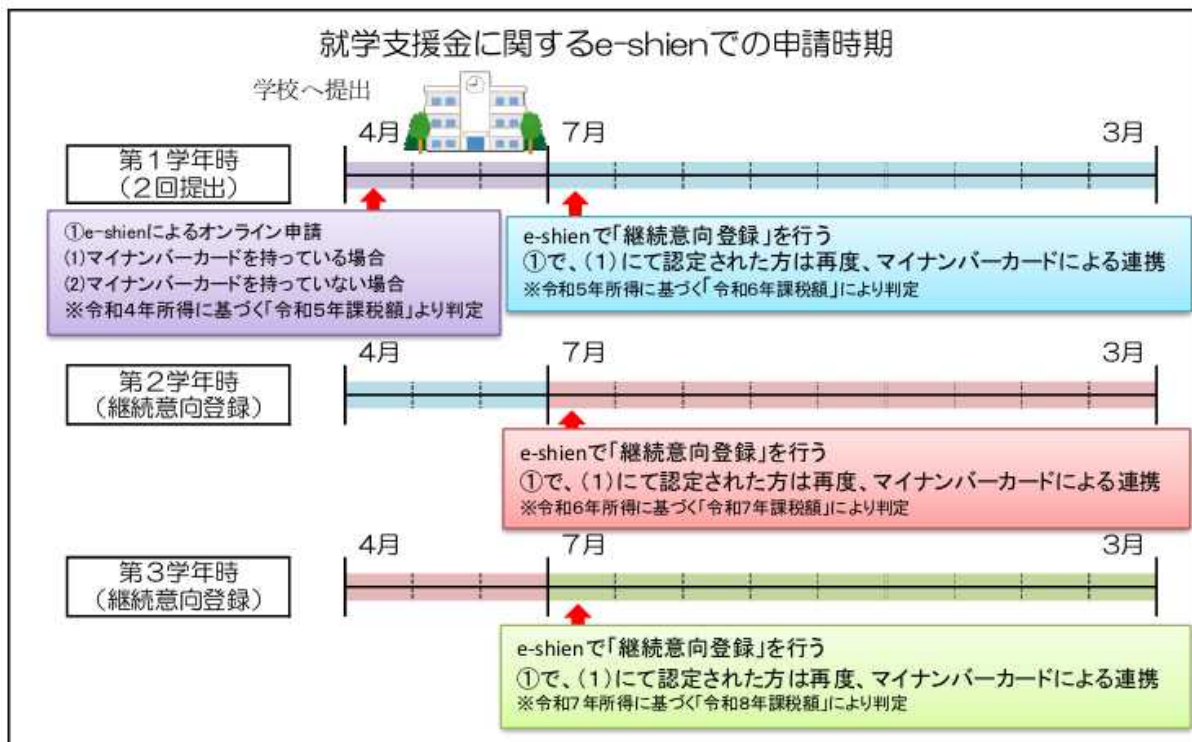 就学支援金に関するe-shienでの申請時期
学校へ提出
4月
7月
3月
第1学年時
(2回提出)
①e-shienによるオンライン申請
(1)マイナンバーカードを持っている場合
(2)マイナンバーカードを持っていない場合
※令和4年所得に基づく「令和5年課税額」より判定
e-shienで「継続意向登録」を行う
①で、(1)にて認定された方は再度、マイナンバーカードによる連携
※令和5年所得に基づく「令和6年課税額」により判定
4月
7月
3月
第2学年時
(継続意向登録)
e-shienで「継続意向登録」を行う
①で、(1)にて認定された方は再度、マイナンバーカードによる連携
※令和6年所得に基づく「令和7年課税額」により判定
4月
7月
3月
第3学年時
(継続意向登録)
e-shienで「継続意向登録」を行う
①で、(1)にて認定された方は再度、マイナンバーカードによる連携
※令和7年所得に基づく「令和8年課税額」により判定